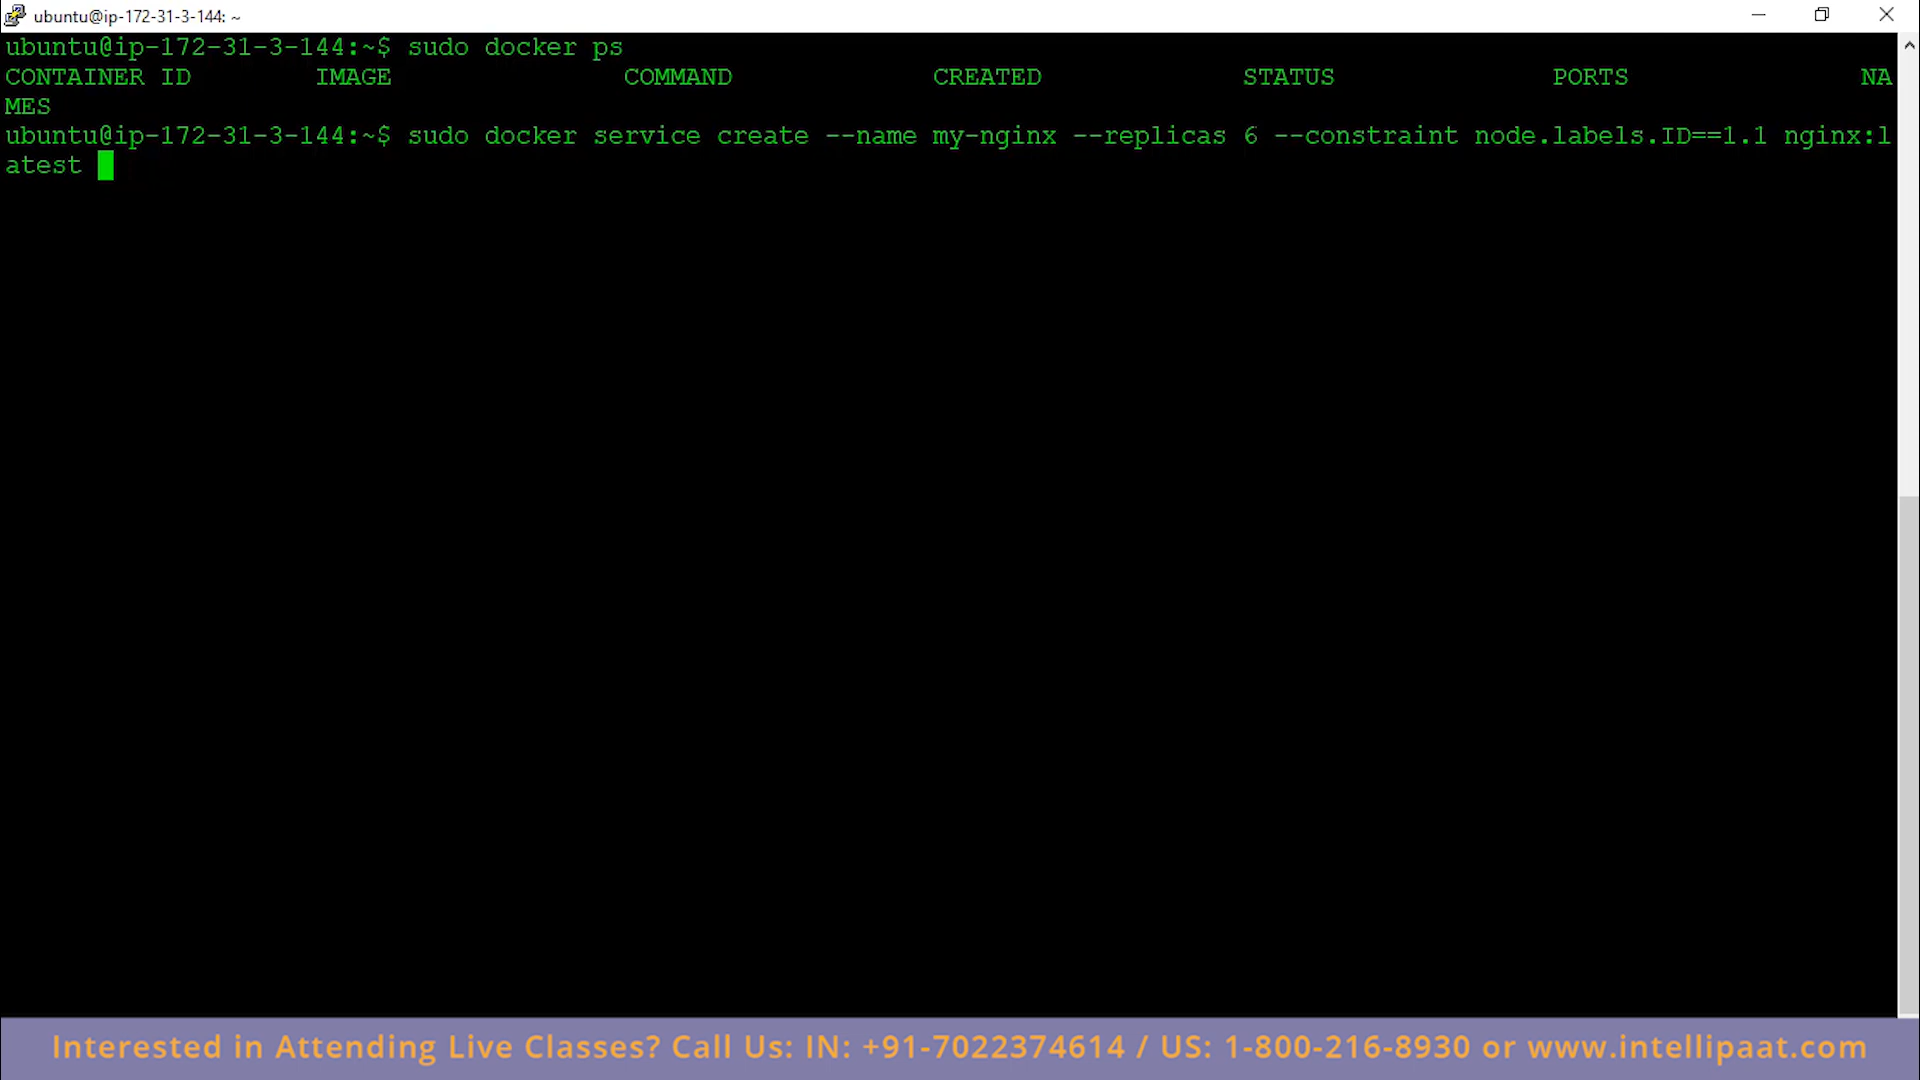 ubuntu@ip-172-31-3-144: ~
ubuntu@ip-172-31-3-144:~$ sudo docker ps
CONTAINER ID        IMAGE               COMMAND             CREATED             STATUS              PORTS               NA
MES
ubuntu@ip-172-31-3-144:~$ sudo docker service create --name my-nginx --replicas 6 --constraint node.labels.ID==1.1 nginx:l
atest
Interested in Attending Live Classes? Call Us: IN: +91-7022374614 / US: 1-800-216-8930 or www.intellipaat.com